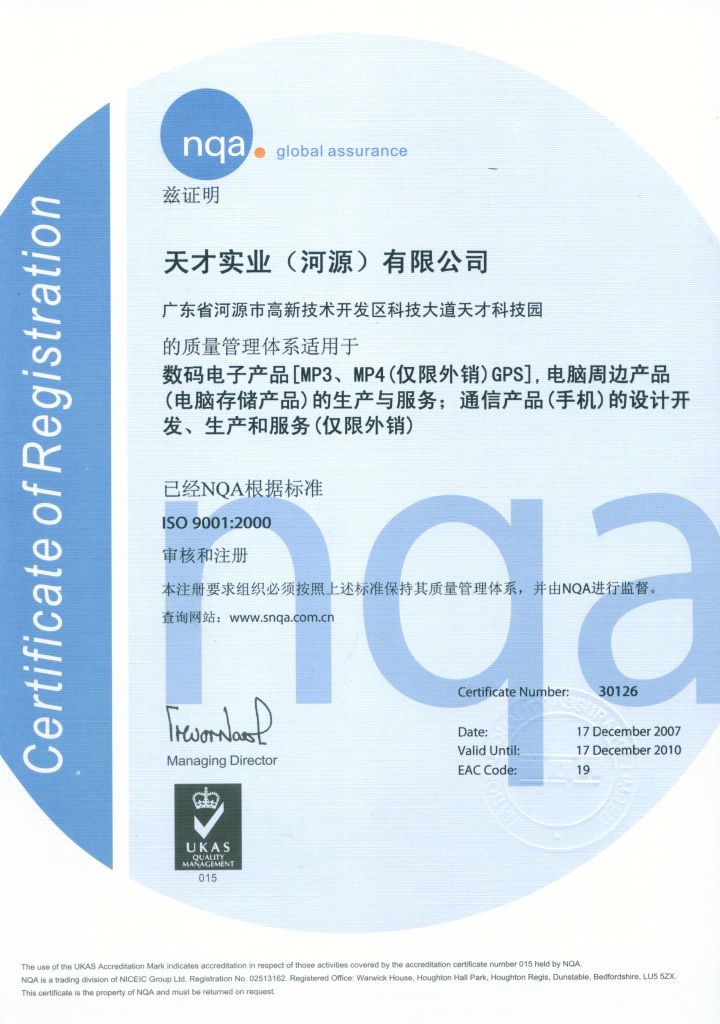 nqa.
global assurance
兹证明
天才实业（河源）有限公司
广东省河源市高新技术开发区科技大道天才科技园
的质量管理体系适用于
数码电子产品[MP3、MP4(仅限外销)GPS],电脑周边产品
(电脑存储产品)的生产与服务；通信产品(手机)的设计开
发、生产和服务(仅限外销)
已经NQA根据标准
ISO 9001:2000
审核和注册
本注册要求组织必须按照上述标准保持其质量管理体系，并由NQA进行监督。
查询网站：www.snqa.com.cn
Certificate of Registration
nqa
Certificate Number: 30126
Date: 17 December 2007
Valid Until: 17 December 2010
EAC Code: 19
Managing Director
UKAS
QUALITY
MANAGEMENT
015
The use of the UKAS Accreditation Mark indicates accreditation in respect of those activities covered by the accreditation certificate number 015 held by NQA.
NQA is a trading division of NICEIC Group Ltd, Registration No. 02513162. Registered Office: Warwick House, Houghton Hall Park, Houghton Regis, Dunstable, Bedfordshire, LU5 5ZX.
This certificate is the property of NQA and must be returned on request.